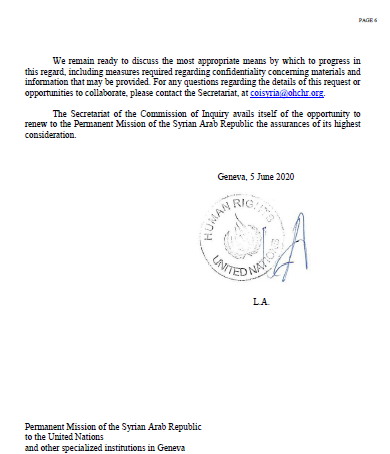 PAGE 6
We remain ready to discuss the most appropriate means by which to progress in
this regard, including measures required regarding confidentiality concerning materials and
information that may be provided. For any questions regarding the details of this request or
opportunities to collaborate, please contact the Secretariat, at coisyria@ohchr.org.
The Secretariat of the Commission of Inquiry avails itself of the opportunity to
renew to the Permanent Mission of the Syrian Arab Republic the assurances of its highest
consideration.
Geneva, 5 June 2020
HUMAN RIGHTS
UNITED NATIONS
L.A.
Permanent Mission of the Syrian Arab Republic
to the United Nations
and other specialized institutions in Geneva